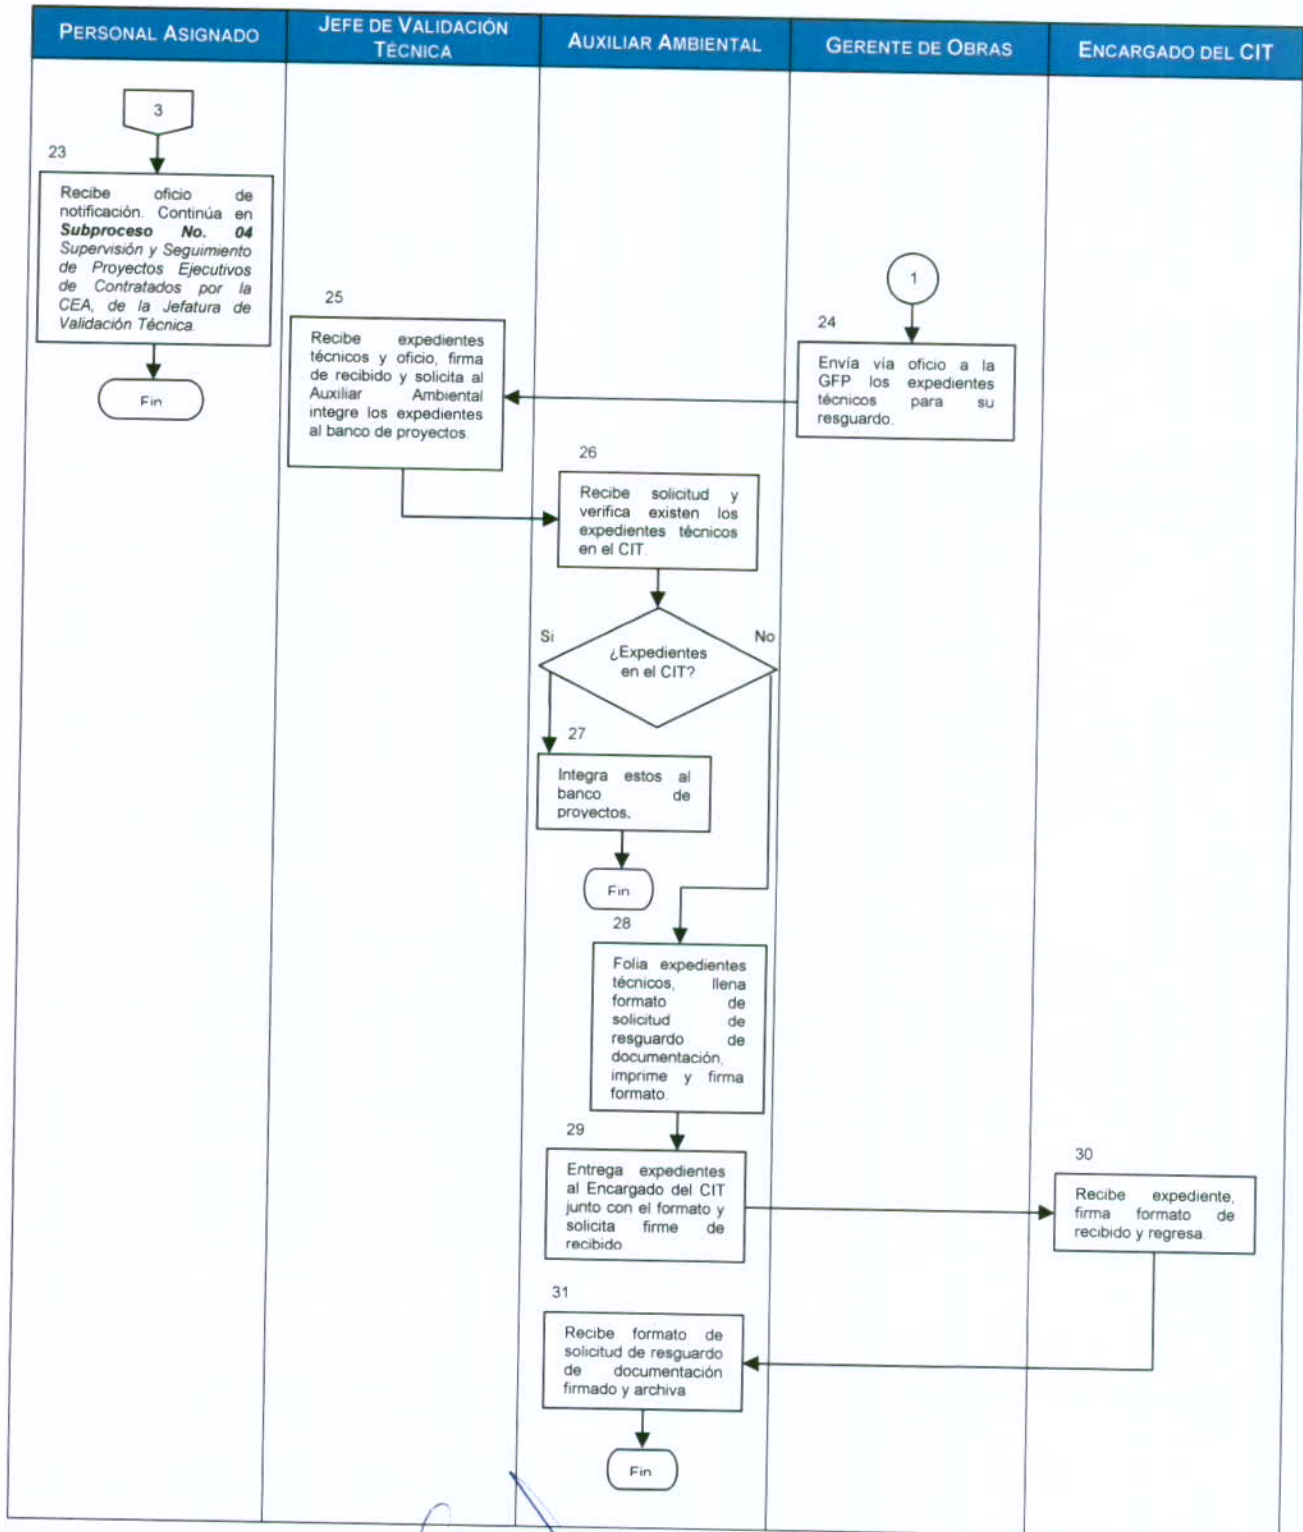 PERSONAL ASIGNADO
JEFE DE VALIDACIÓN
TÉCNICA
AUXILIAR AMBIENTAL
GERENTE DE OBRAS
ENCARGADO DEL CIT
3
23
Recibe oficio de
notificación. Continúa en
Subproceso No. 04
Supervisión y Seguimiento
de Proyectos Ejecutivos
de Contratados por la
CEA, de la Jefatura de
Validación Técnica.
Fin
1
24
Envía vía oficio a la
GFP los expedientes
técnicos para su
resguardo.
25
Recibe expedientes
técnicos y oficio, firma
de recibido y solicita al
Auxiliar Ambiental
integre los expedientes
al banco de proyectos.
26
Recibe solicitud y
verifica existen los
expedientes técnicos
en el CIT.
Si
No
¿Expedientes
en el CIT?
27
Integra estos al
banco de
proyectos.
Fin
28
Folia expedientes
técnicos, llena
formato de
solicitud de
resguardo de
documentación,
imprime y firma
formato.
29
Entrega expedientes
al Encargado del CIT
junto con el formato y
solicita firme de
recibido
30
Recibe expediente,
firma formato de
recibido y regresa.
31
Recibe formato de
solicitud de resguardo
de documentación
firmado y archiva
Fin